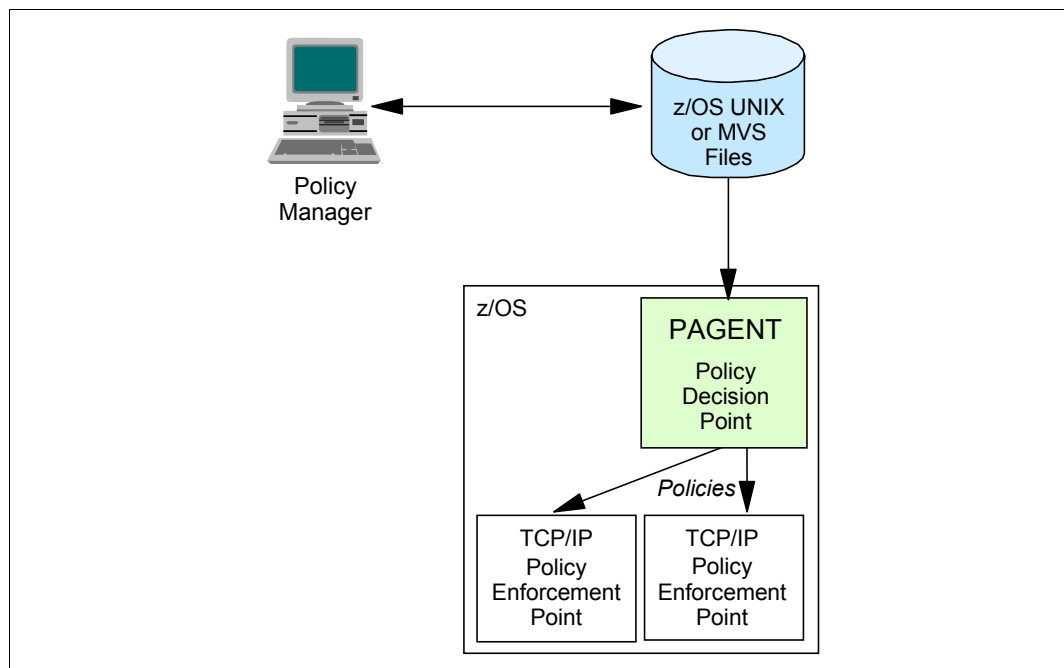 z/OS UNIX
or MVS
Files
Policy
Manager
z/OS
PAGENT
Policy
Decision
Point
Policies
TCP/IP
Policy
Enforcement
Point
TCP/IP
Policy
Enforcement
Point